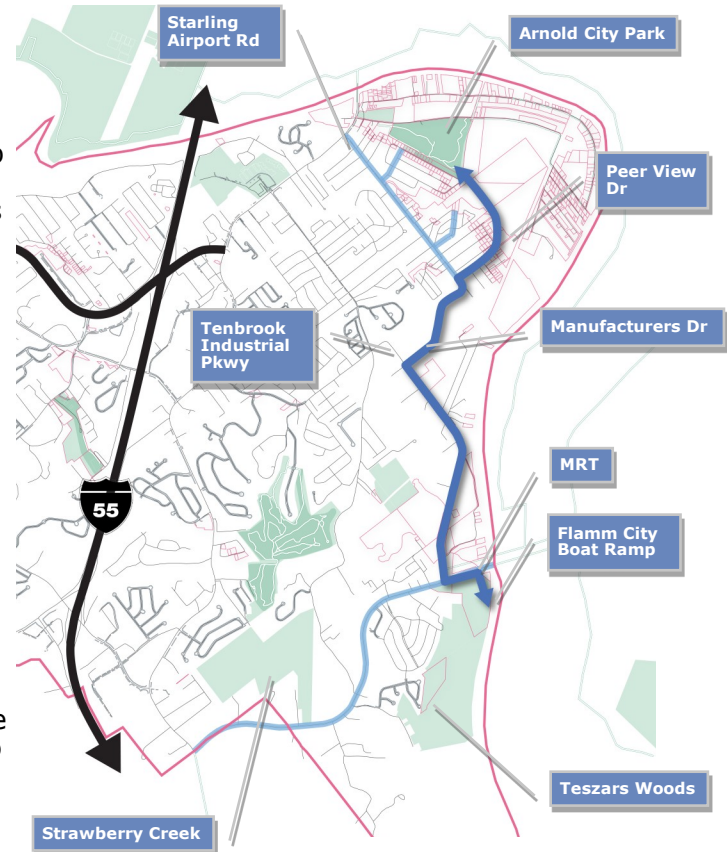 Starling
Airport Rd
Arnold City Park
Peer View
Dr
Tenbrook
Industrial
Pkwy
Manufacturers Dr
MRT
55
Flamm City
Boat Ramp
Teszars Woods
Strawberry Creek